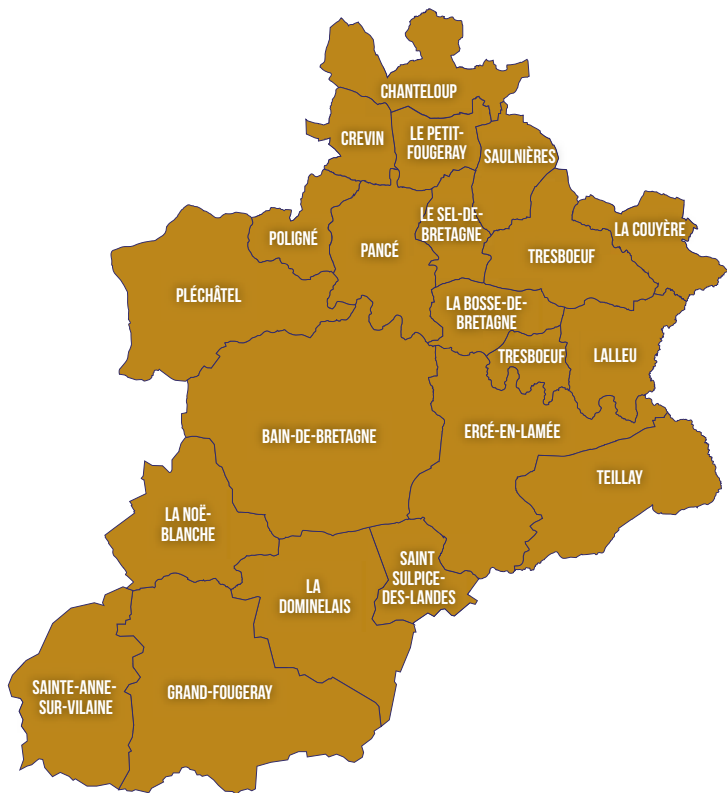 CHANTELOUP
CREVIN
LE PETIT-
FOUGERAY
SAULNIÈRES
LE SEL-DE-
BRETAGNE
LA COUYÈRE
POLIGNÉ
PANCÉ
TRESBOEUF
PLÉCHÂTEL
LA BOSSE-DE-
BRETAGNE
TRESBOEUF
LALLEU
BAIN-DE-BRETAGNE
ERCÉ-EN-LAMÉE
TEILLAY
LA NOË-
BLANCHE
SAINT
SULPICE-
DES-LANDES
LA
DOMINELAIS
SAINTE-ANNE-
SUR-VILAINE
GRAND-FOUGERAY